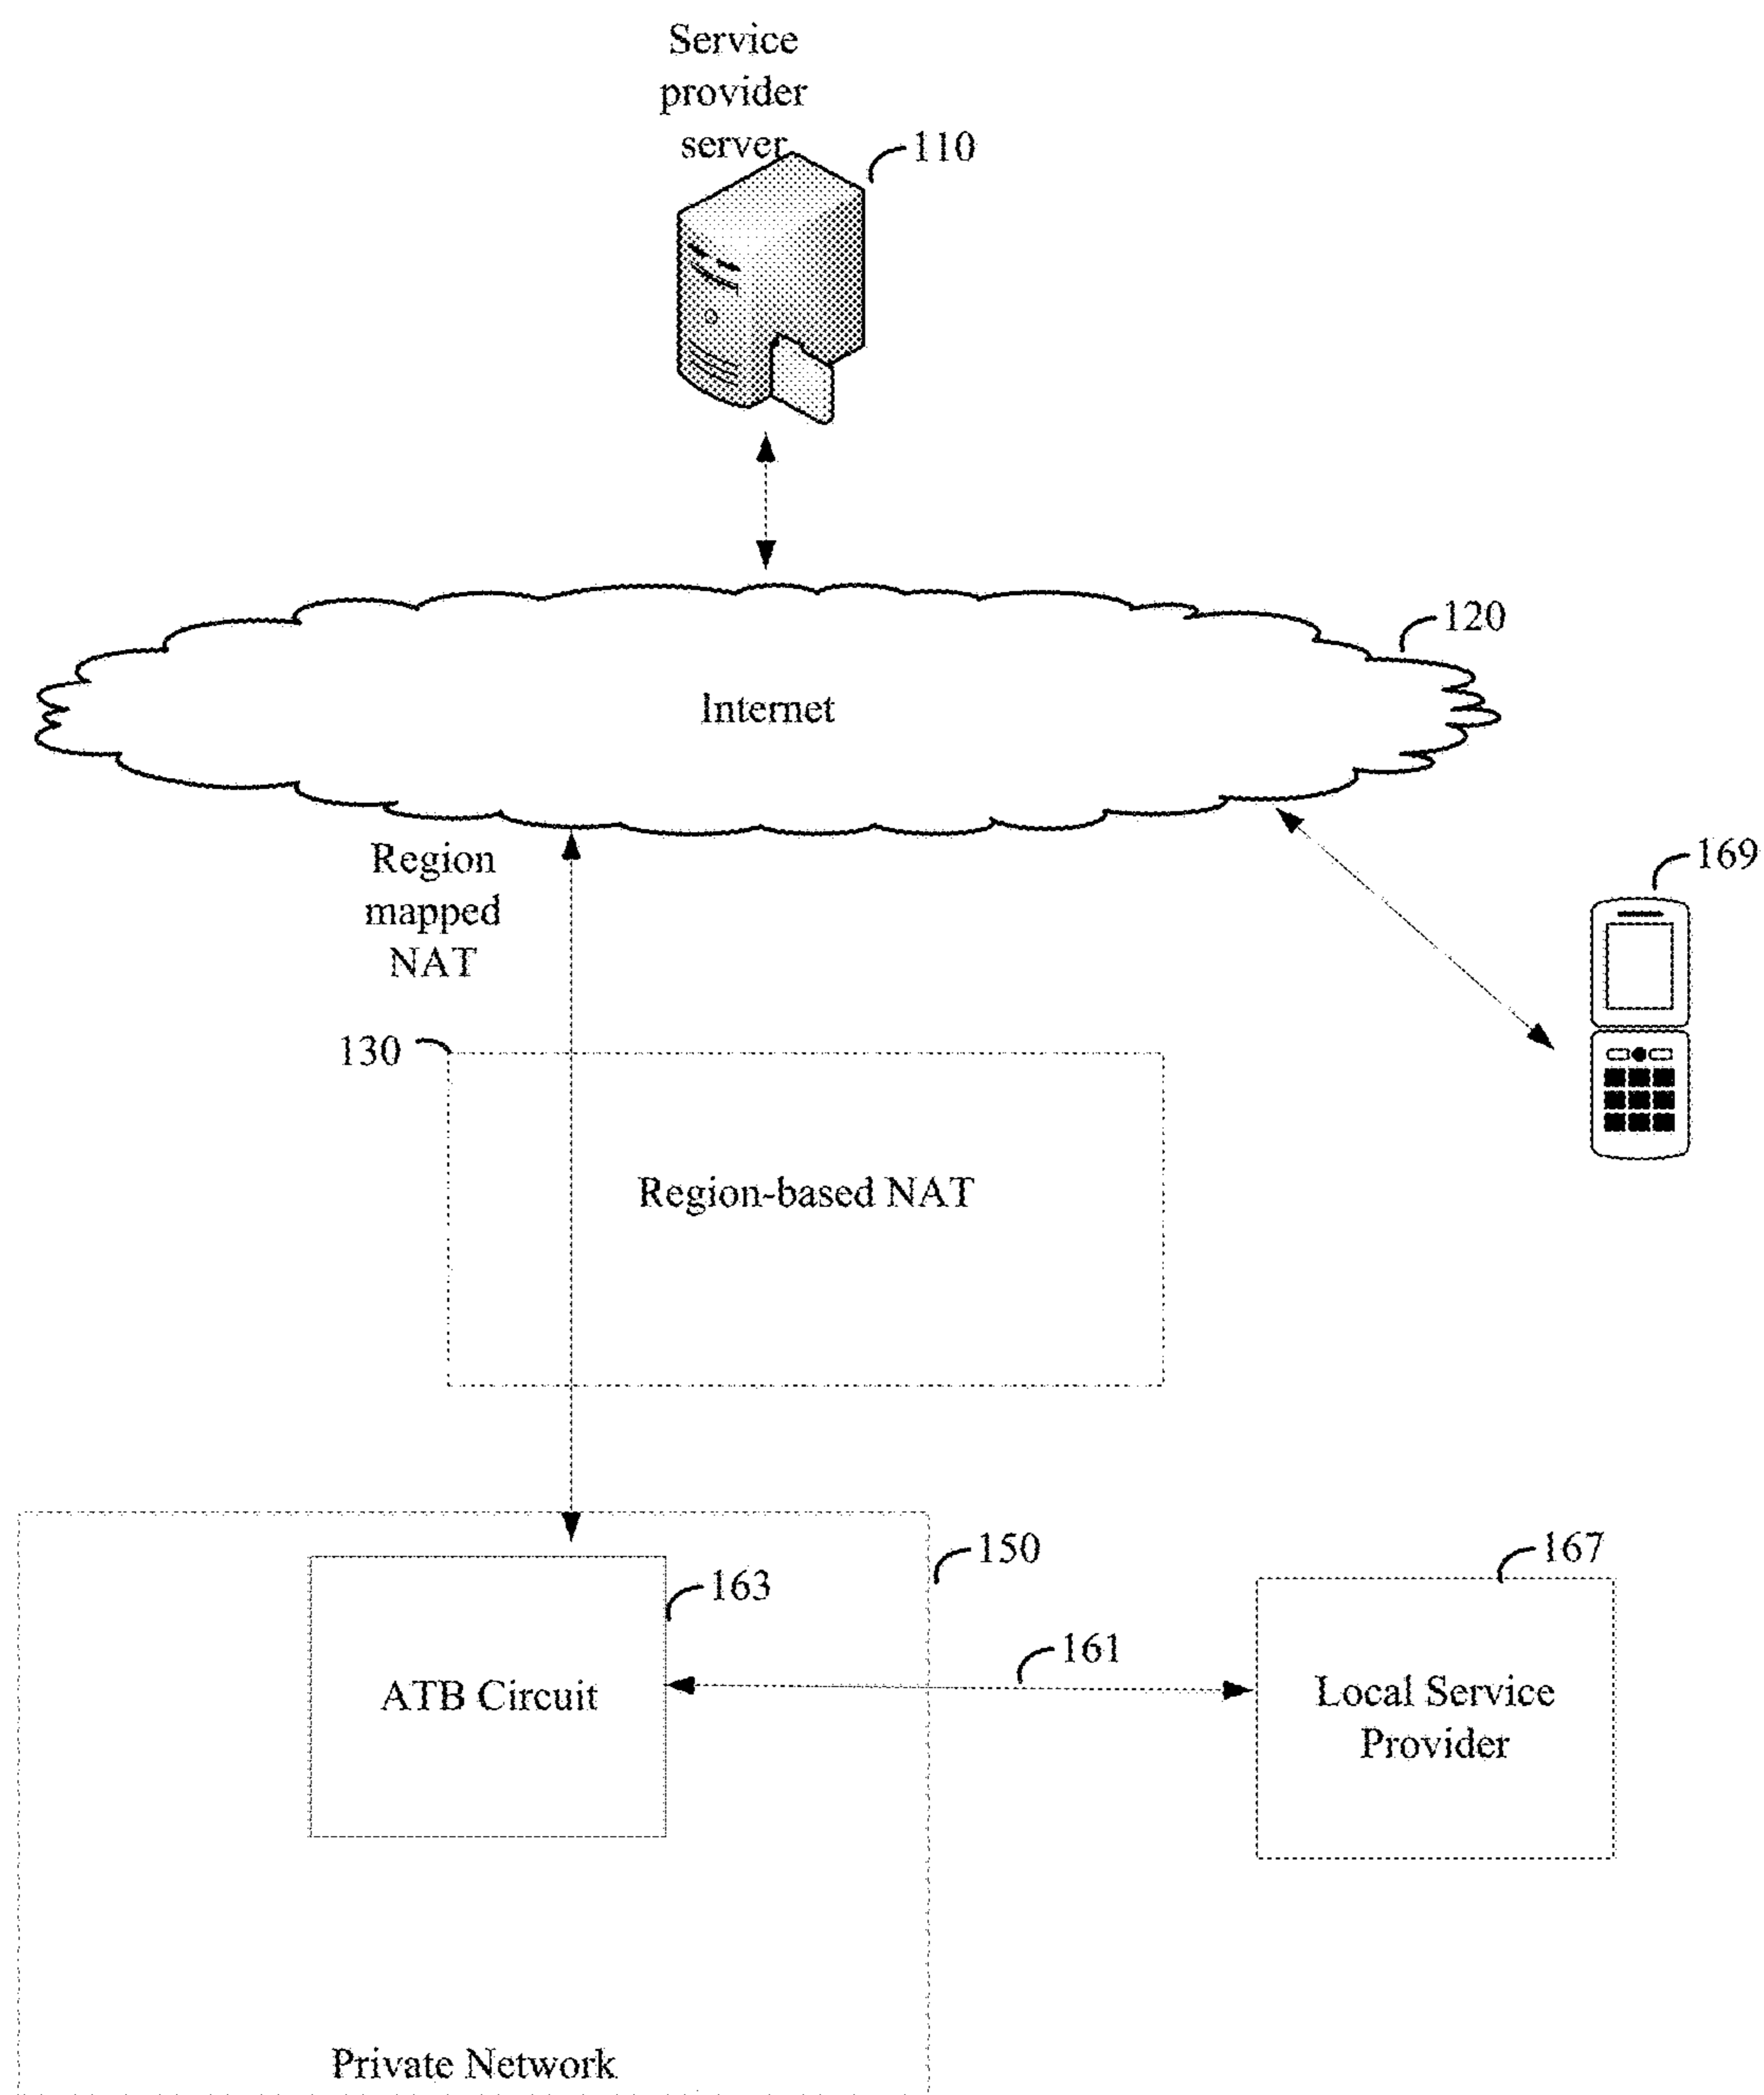 Service
provider
server
110
120
Internet
Region
mapped
NAT
169
130
Region-based NAT
150
167
163
161
ATB Circuit
Local Service
Provider
Private Network